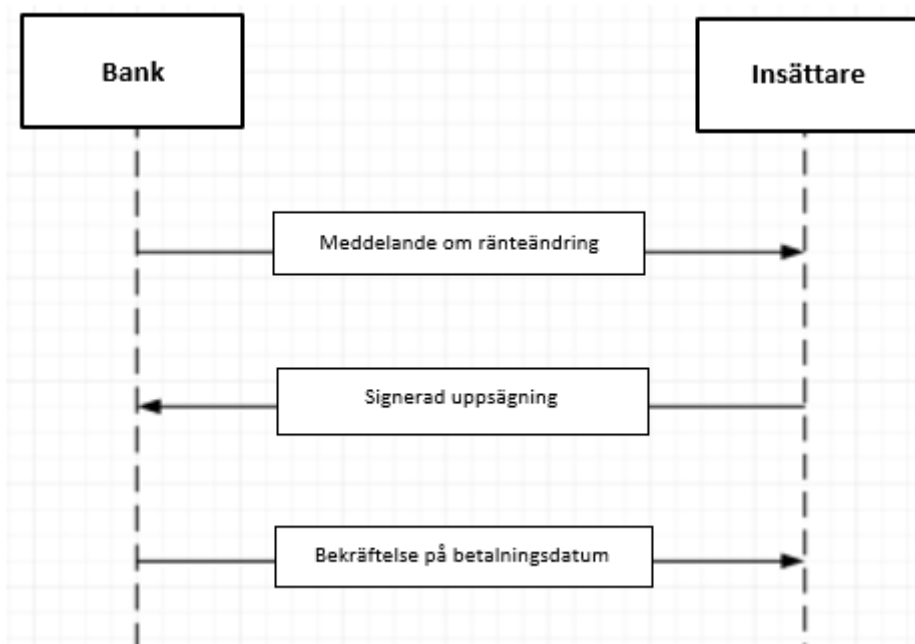 Bank
Insättare
Meddelande om ränteändring
Signerad uppsägning
Bekräftelse på betalningsdatum